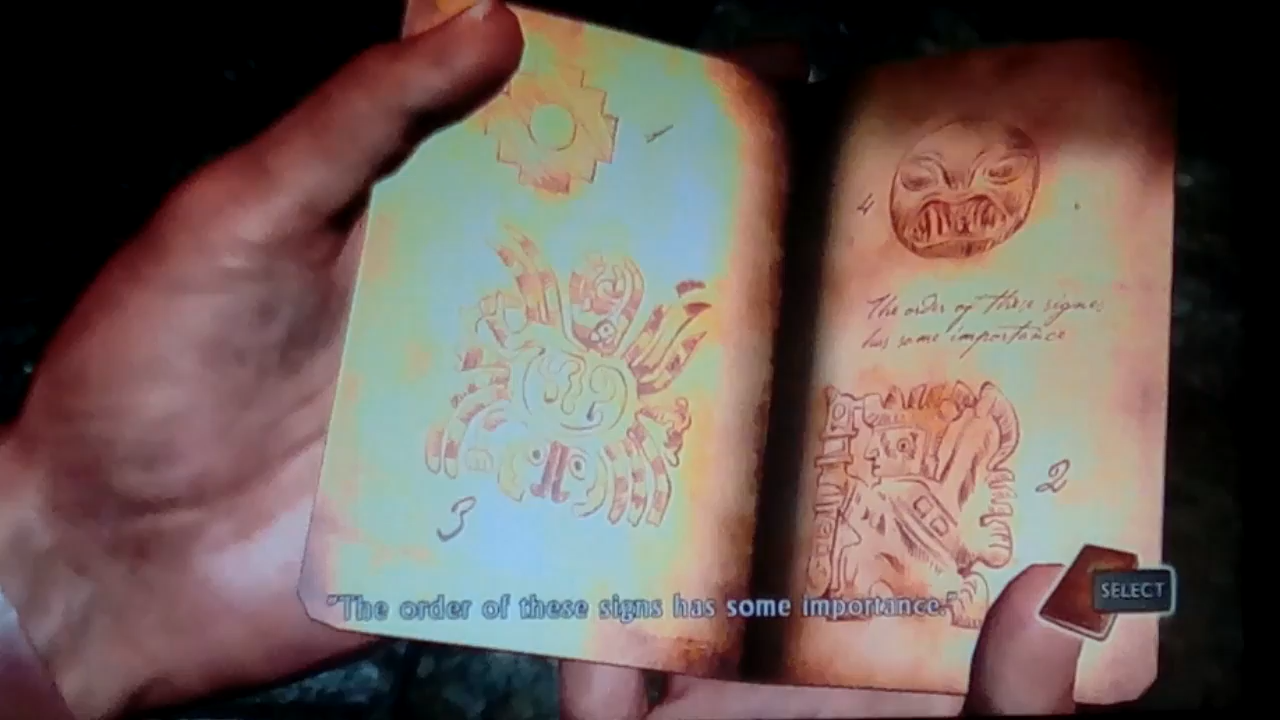 1
3
4
The order of these signes
has some importance
2
"The order of these signs has some importance."
SELECT